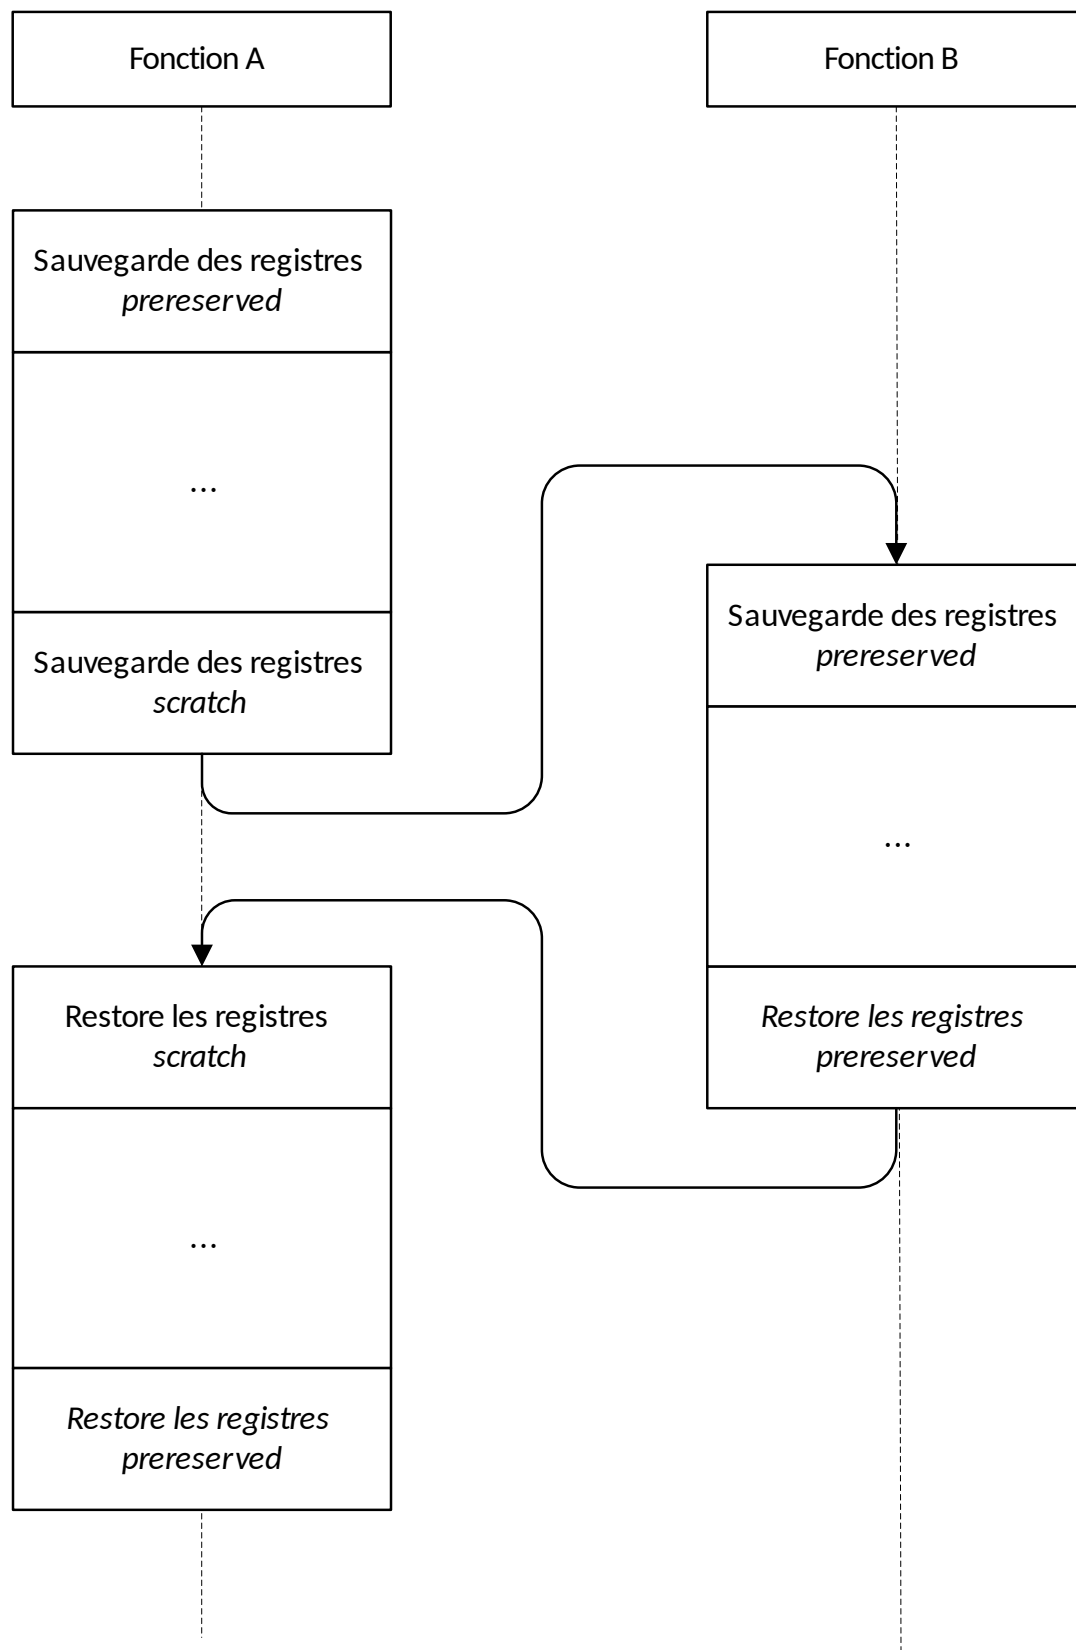 Fonction A
Fonction B
Sauvegarde des registres
prereserved
...
Sauvegarde des registres
scratch
Sauvegarde des registres
prereserved
...
Restore les registres
prereserved
Restore les registres
scratch
...
Restore les registres
prereserved